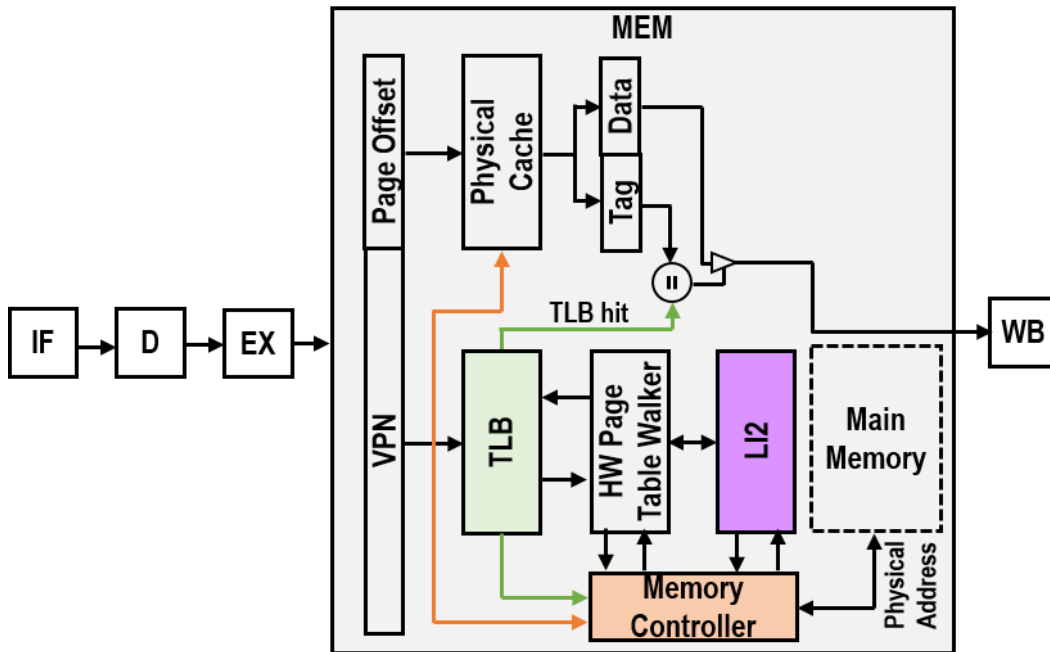 MEM
Page Offset
Physical
Cache
Data
Tag
=
TLB hit
IF
D
EX
WB
VPN
TLB
HW Page
Table Walker
LI2
Main
Memory
Physical
Address
Memory
Controller